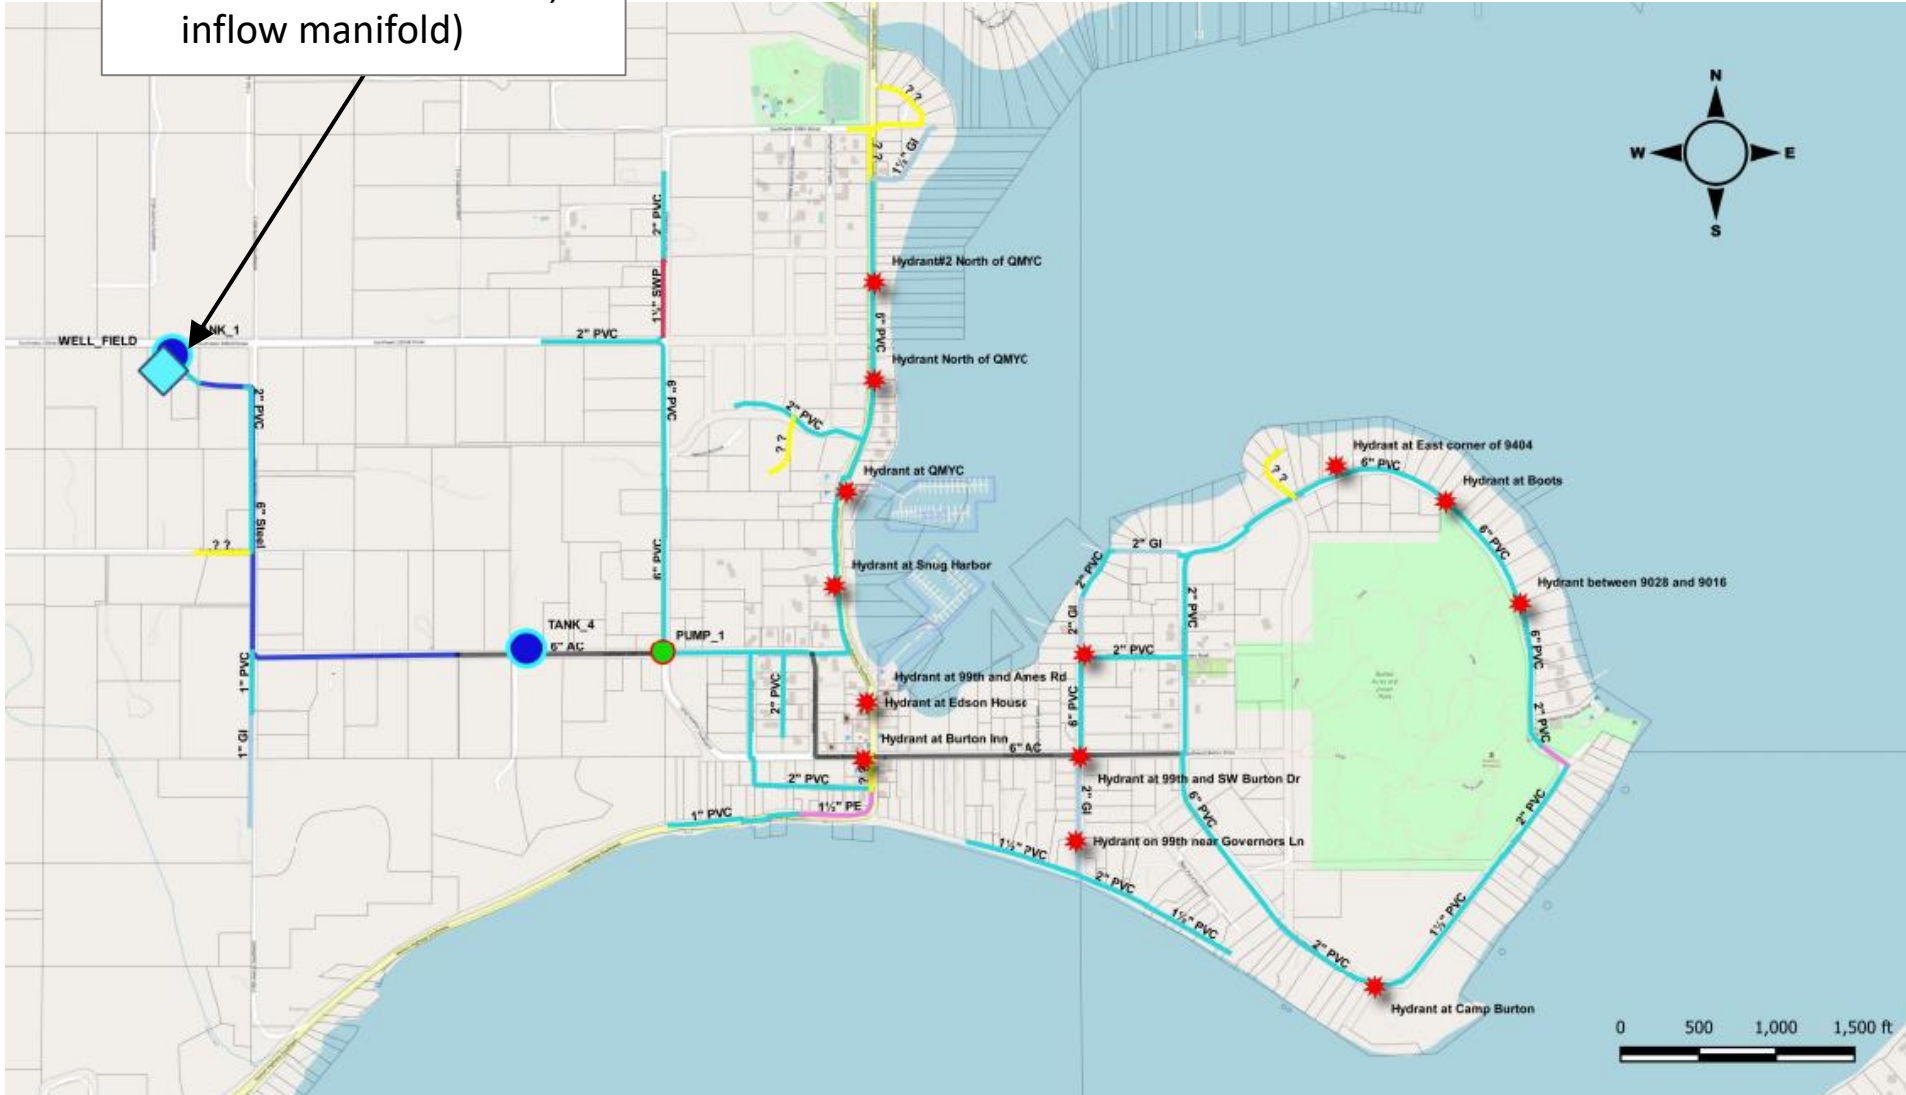 inflow manifold)
N
W
E
S
? ?
? ?
1½" GI
2" PVC
1½" SWP
Hydrant#2 North of QMYC
6" PVC
Hydrant North of QMYC
WELL_FIELD
NK_1
2" PVC
2" PVC
6" PVC
2" PVC
? ?
Hydrant at QMYC
Hydrant at East corner of 9404
6" PVC
? ?
Hydrant at Boots
6" Steel
? ?
6" PVC
2" GI
6" PVC
Hydrant at Snug Harbor
2" PVC
2" PVC
Hydrant between 9028 and 9016
TANK_4
6" AC
PUMP_1
2" GI
2" PVC
6" PVC
1" PVC
2" PVC
Hydrant at 99th and Ames Rd
Hydrant at Edson House
6" PVC
2" PVC
1" GI
Hydrant at Burton Inn
6" AC
? ?
2" PVC
Hydrant at 99th and SW Burton Dr
2" GI
6" PVC
2" PVC
1" PVC
1½" PE
Hydrant on 99th near Governors Ln
1½" PVC
2" PVC
1½" PVC
1½" PVC
2" PVC
Hydrant at Camp Burton
0 500 1,000 1,500 ft